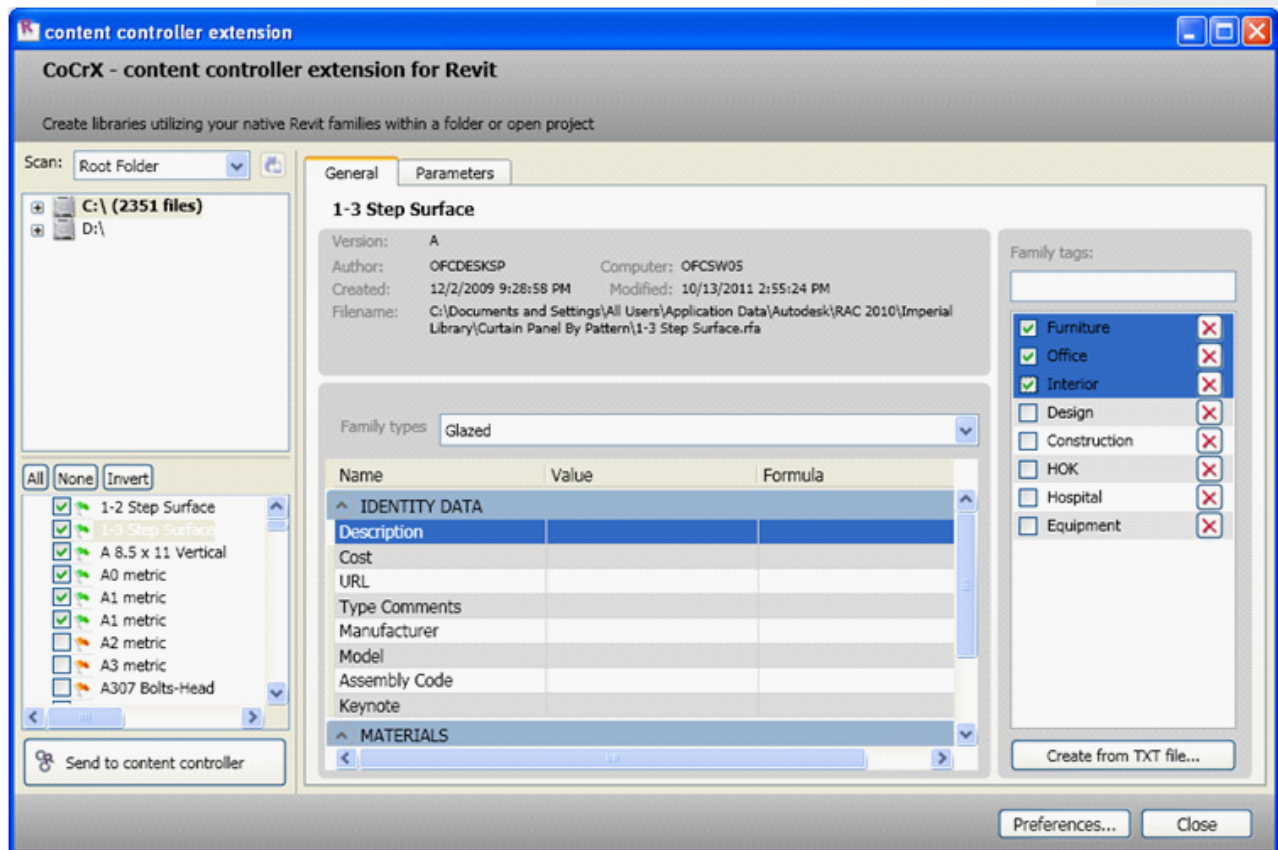 content controller extension
CoCrX - content controller extension for Revit
Create libraries utilizing your native Revit families within a folder or open project
Scan: Root Folder
C:\ (2351 files)
D:\
All None Invert
1-2 Step Surface
1-3 Step Surface
A 8.5 x 11 Vertical
A0 metric
A1 metric
A1 metric
A2 metric
A3 metric
A307 Bolts-Head
Send to content controller
General Parameters
1-3 Step Surface
Version: A
Author: OFCDESKSP Computer: OFCSW05
Created: 12/2/2009 9:28:58 PM Modified: 10/13/2011 2:55:24 PM
Filename: C:\Documents and Settings\All Users\Application Data\Autodesk\RAC 2010\Imperial
Library\Curtain Panel By Pattern\1-3 Step Surface.rfa
Family types Glazed
Name Value Formula
IDENTITY DATA
Description
Cost
URL
Type Comments
Manufacturer
Model
Assembly Code
Keynote
MATERIALS
Family tags:
Furniture
Office
Interior
Design
Construction
HOK
Hospital
Equipment
Create from TXT file...
Preferences... Close